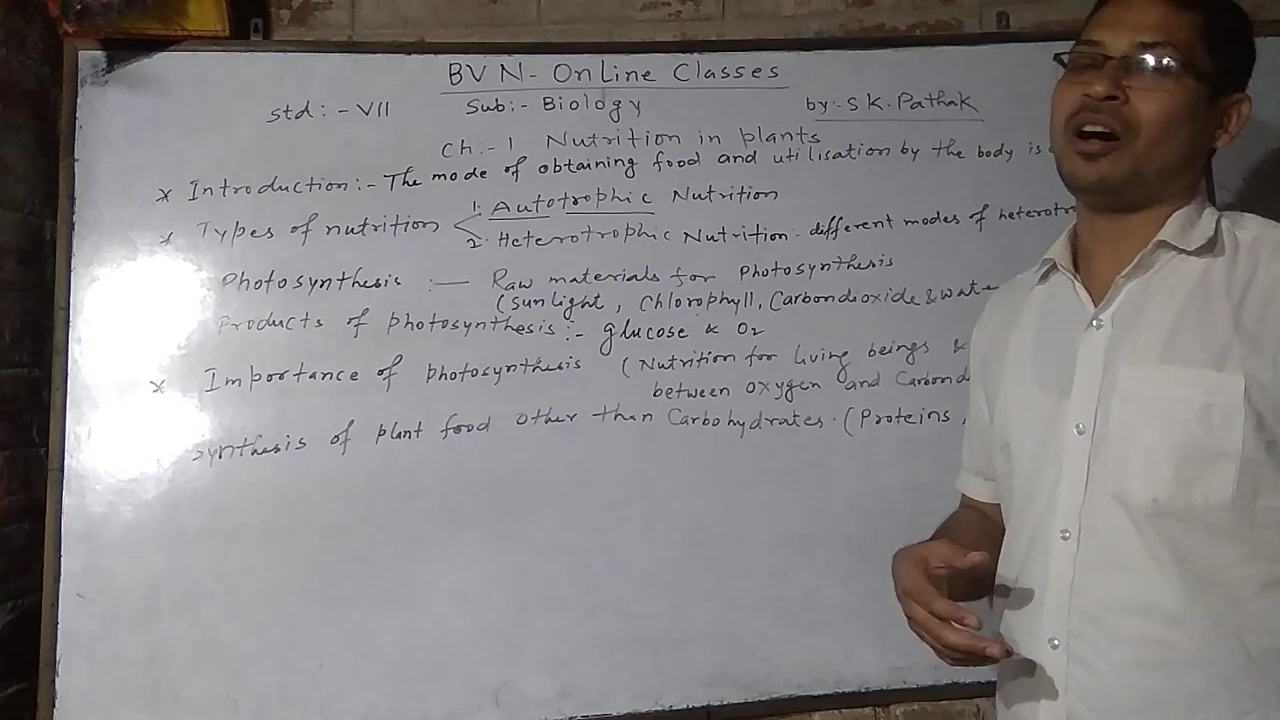 BVN- Online Classes
std:- VII Sub:- Biology by:- S K. Pathak
Ch:- 1 Nutrition in plants
* Introduction:- The mode of obtaining food and utilisation by the body is
* Types of nutrition 1. Autotrophic Nutrition
2. Heterotrophic Nutrition- different modes of
Photosynthesis :— Raw materials for photosynthesis
(Sunlight, Chlorophyll, Carbondioxide &
Products of photosynthesis:- glucose & O2
* Importance of photosynthesis (Nutrition for living beings &
between oxygen and
synthesis of plant food other than Carbohydrates. (Proteins,